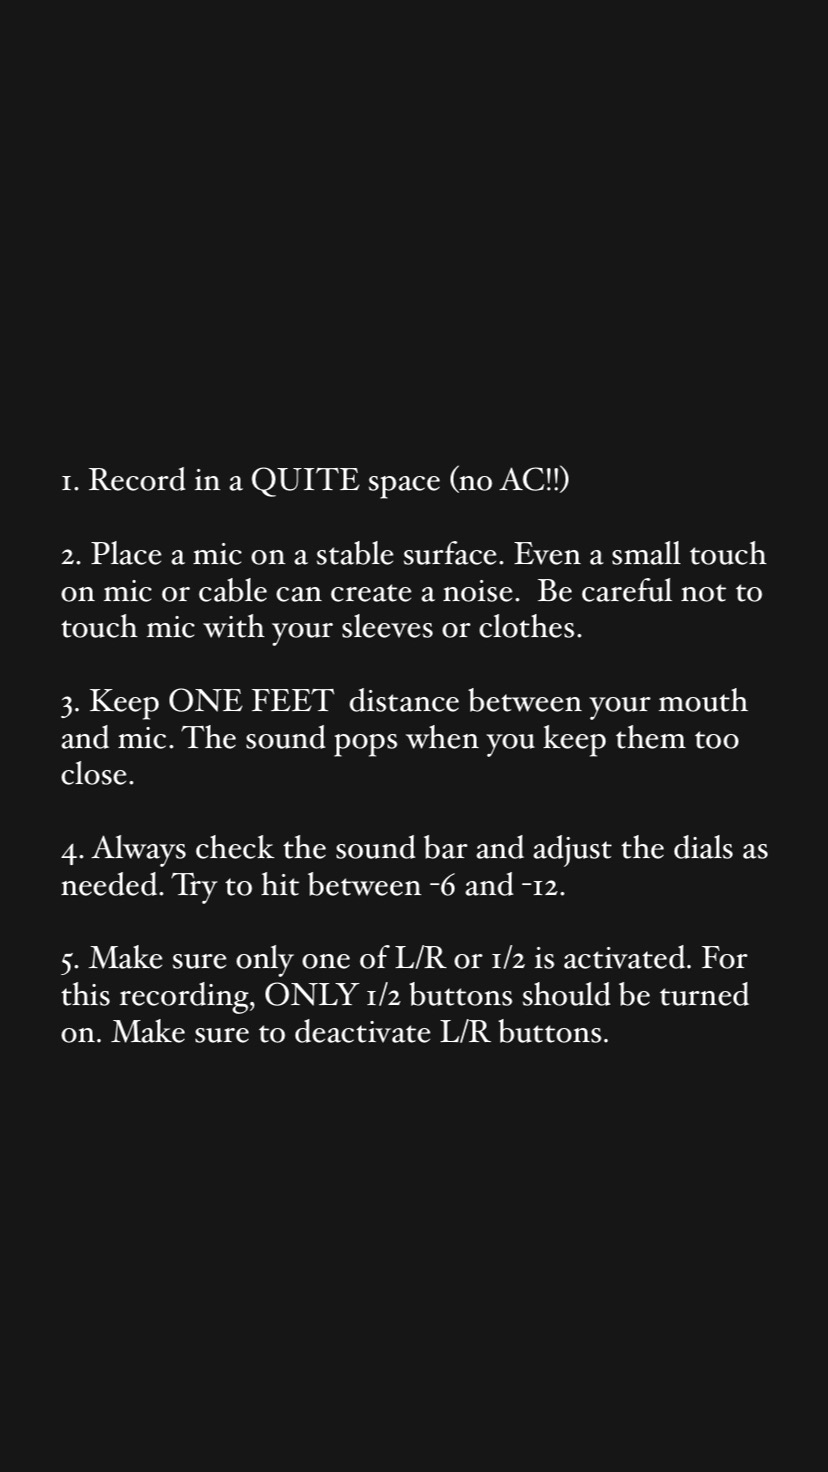 1. Record in a QUITE space (no AC!!)
2. Place a mic on a stable surface. Even a small touch
on mic or cable can create a noise.  Be careful not to
touch mic with your sleeves or clothes.
3. Keep ONE FEET  distance between your mouth
and mic. The sound pops when you keep them too
close.
4. Always check the sound bar and adjust the dials as
needed. Try to hit between -6 and -12.
5. Make sure only one of L/R or 1/2 is activated. For
this recording, ONLY 1/2 buttons should be turned
on. Make sure to deactivate L/R buttons.